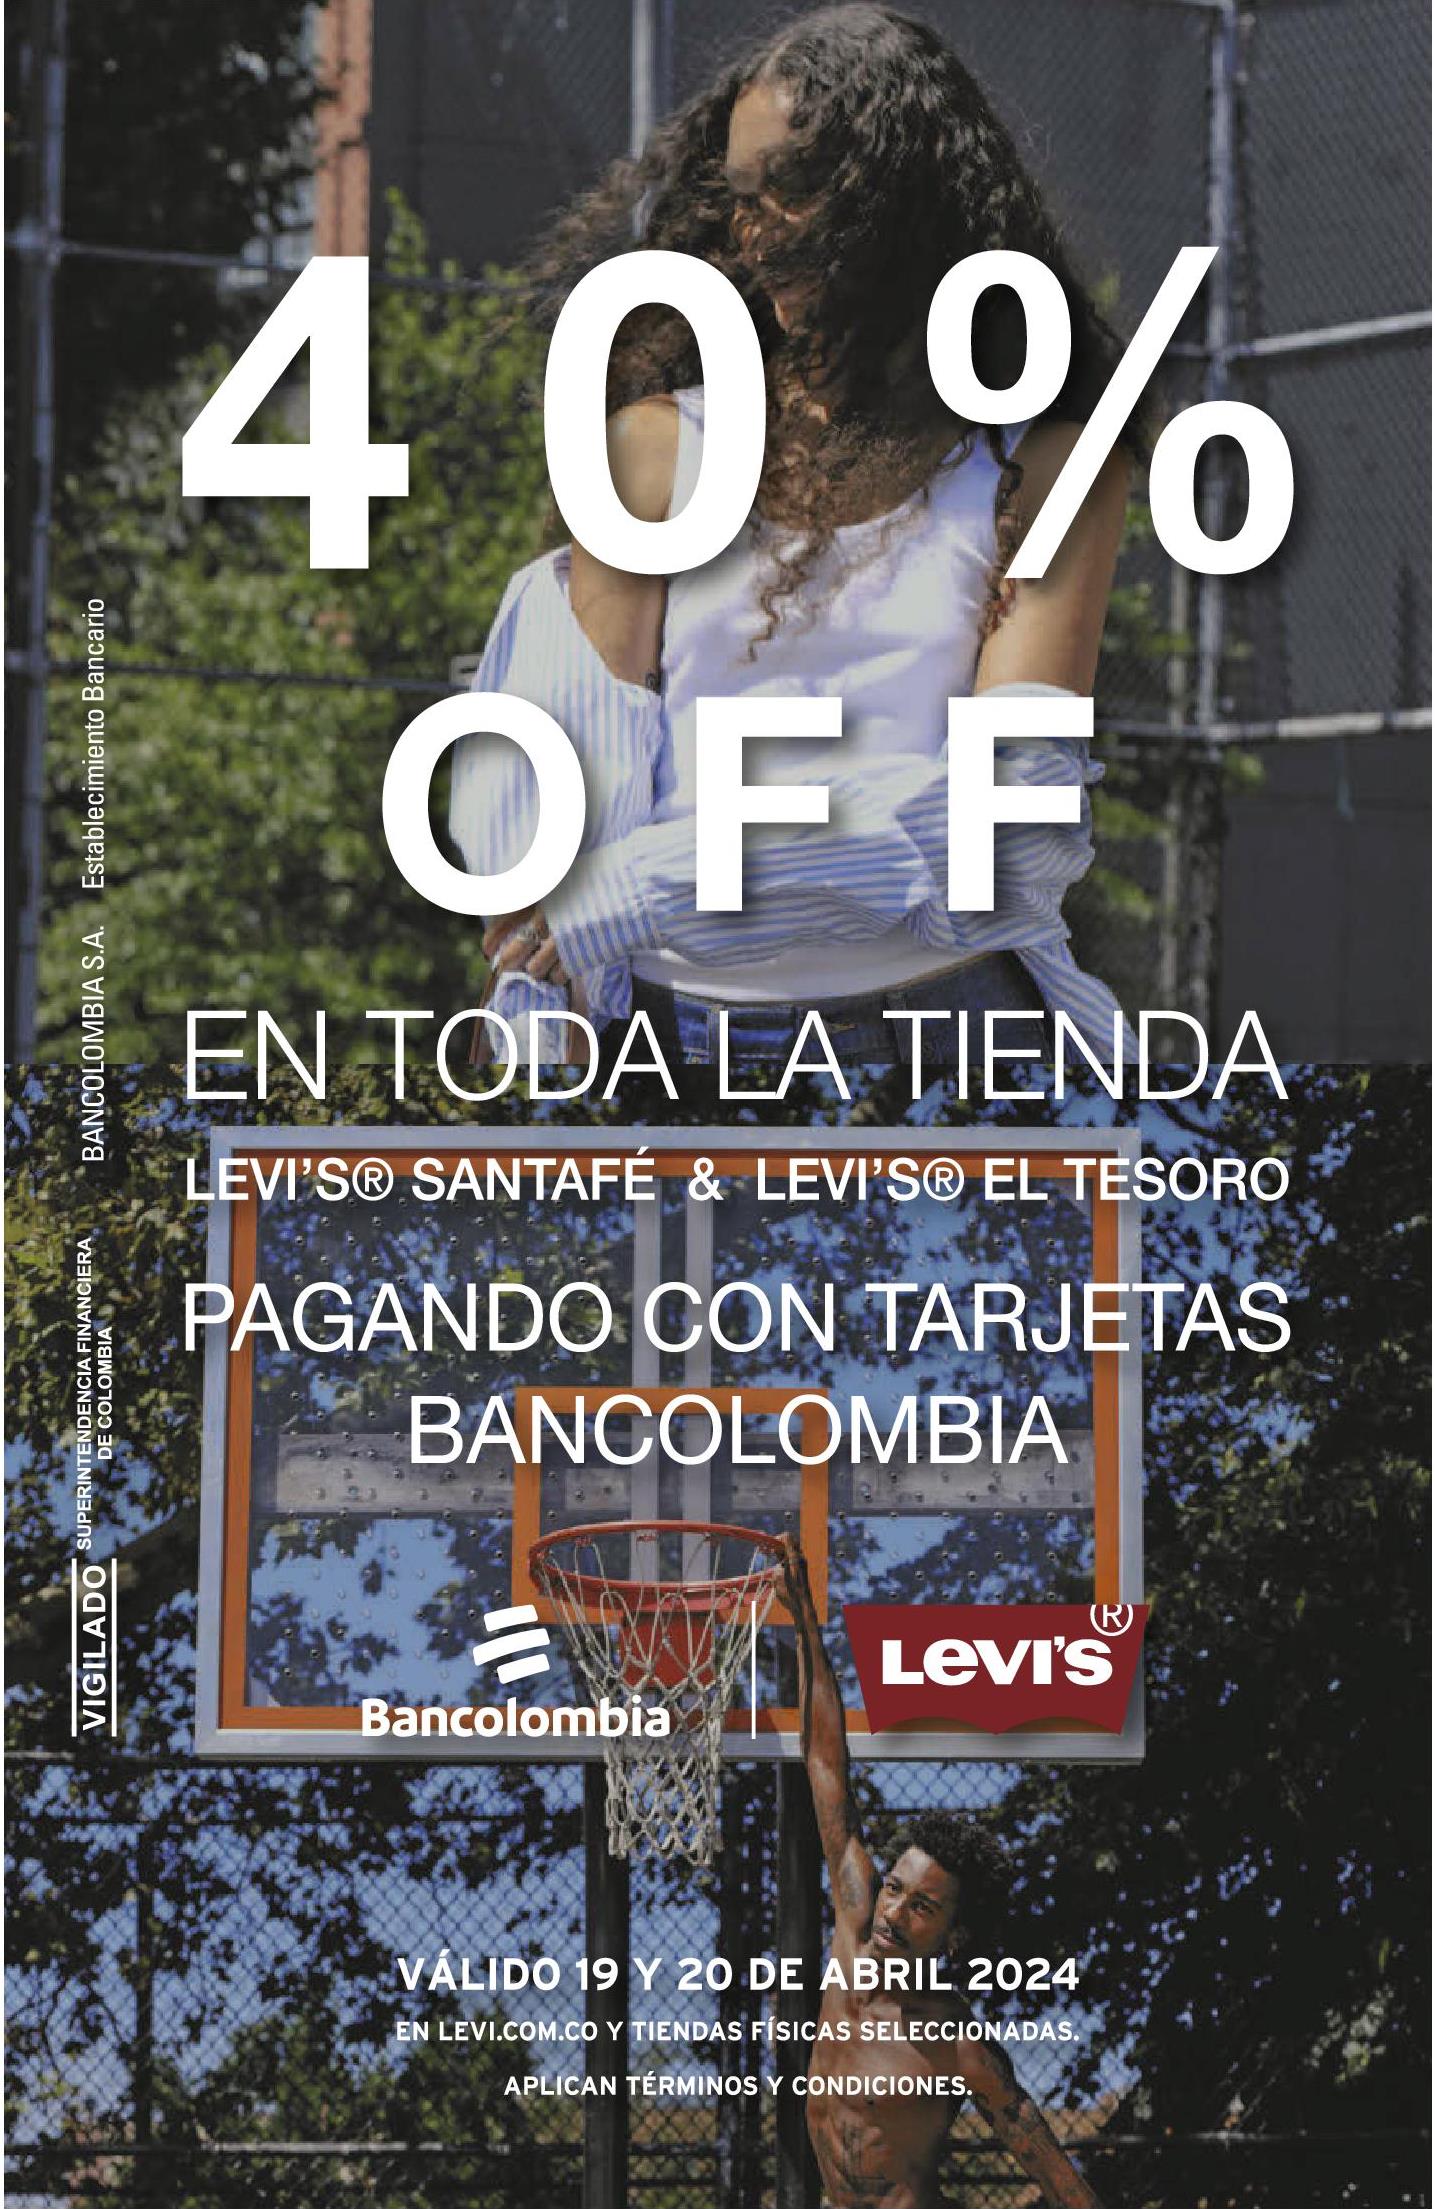 40%
OFF
EN TODA LA TIENDA
LEVI'S® SANTAFÉ & LEVI'S® EL TESORO
PAGANDO CON TARJETAS
BANCOLOMBIA
Bancolombia
LEVI'S®
VÁLIDO 19 Y 20 DE ABRIL 2024
EN LEVI.COM.CO Y TIENDAS FÍSICAS SELECCIONADAS.
APLICAN TÉRMINOS Y CONDICIONES.
VIGILADO
SUPERINTENDENCIA FINANCIERA
DE COLOMBIA
BANCOLOMBIA S.A. Establecimiento Bancario